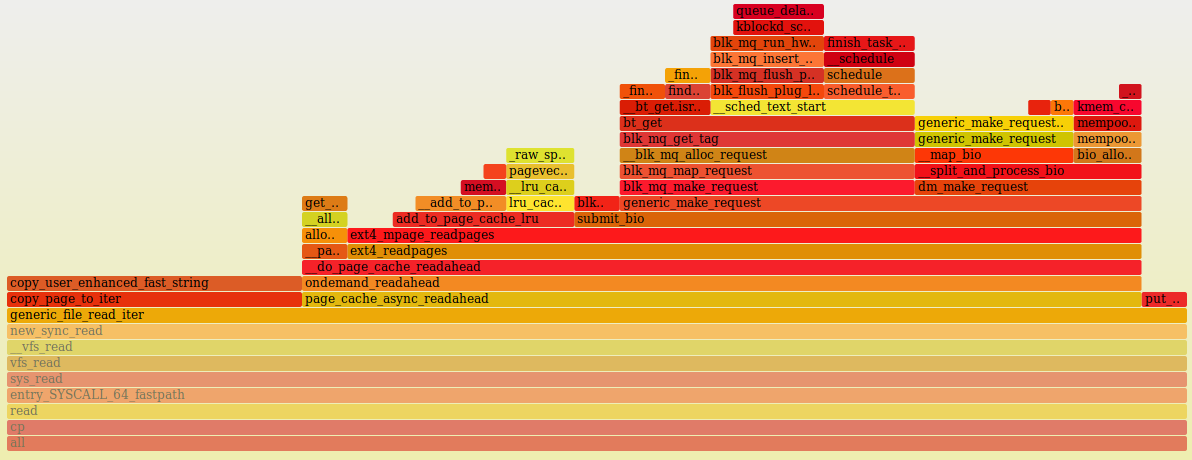 queue_dela..
kblockd_sc..
blk_mq_run_hw.. finish_task_..
blk_mq_insert_.. __schedule
_fin.. blk_mq_flush_p.. schedule
_fin.. find.. blk_flush_plug_l.. schedule_t.. _..
__bt_get.isr.. __sched_text_start b.. kmem_c..
bt_get generic_make_request.. mempoo..
blk_mq_get_tag generic_make_request mempoo..
_raw_sp.. __blk_mq_alloc_request __map_bio bio_allo..
pagevec.. blk_mq_map_request __split_and_process_bio
mem.. __lru_ca.. blk_mq_make_request dm_make_request
get_.. __add_to_p.. lru_cac.. blk.. generic_make_request
__all.. add_to_page_cache_lru submit_bio
allo.. ext4_mpage_readpages
__pa.. ext4_readpages
__do_page_cache_readahead
copy_user_enhanced_fast_string ondemand_readahead
copy_page_to_iter page_cache_async_readahead put_..
generic_file_read_iter
new_sync_read
__vfs_read
vfs_read
sys_read
entry_SYSCALL_64_fastpath
read
cp
all